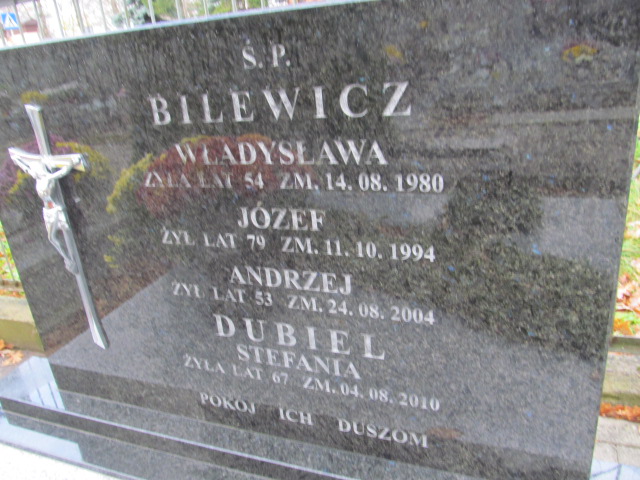 Ś. P.
BILEWICZ
WŁADYSŁAWA
ŻYŁA LAT 54 ZM. 14. 08. 1980
JÓZEF
ŻYŁ LAT 79 ZM. 11. 10. 1994
ANDRZEJ
ŻYŁ LAT 53 ZM. 24. 08. 2004
DUBIEL
STEFANIA
ŻYŁA LAT 67 ZM. 04. 08. 2010
POKÓJ ICH DUSZOM